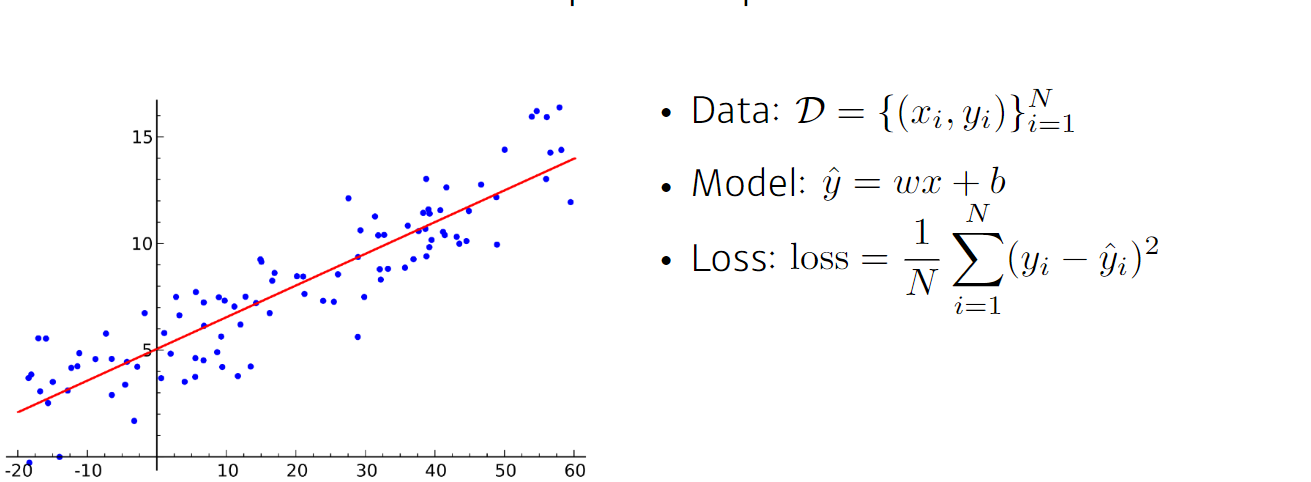 15
10
5
-20 -10 10 20 30 40 50 60
• Data: 𝒟 = {(xᵢ, yᵢ)}ᵢ₌₁ᴺ
• Model: ŷ = wx + b
• Loss: loss = 1/N ∑ᵢ₌₁ᴺ (yᵢ − ŷᵢ)²